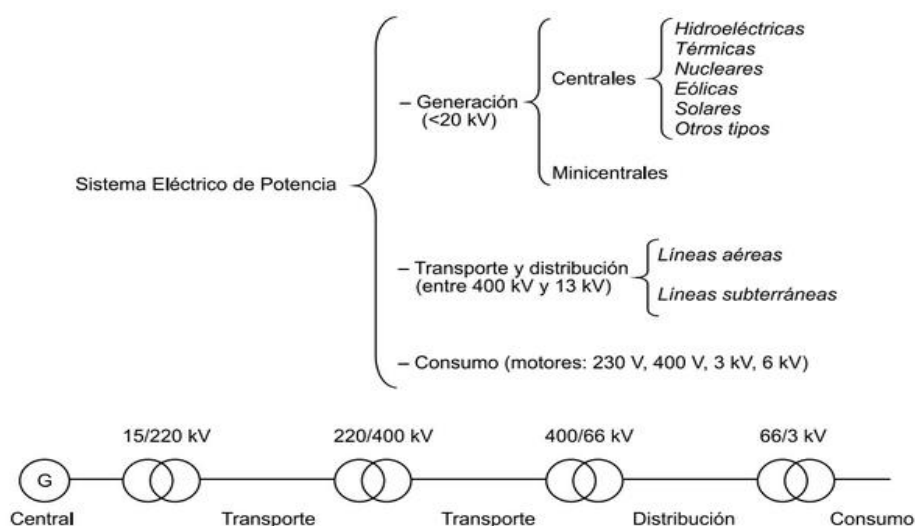 Sistema Eléctrico de Potencia
– Generación
(<20 kV)
Centrales
Hidroeléctricas
Térmicas
Nucleares
Eólicas
Solares
Otros tipos
Minicentrales
– Transporte y distribución
(entre 400 kV y 13 kV)
Líneas aéreas
Líneas subterráneas
– Consumo (motores: 230 V, 400 V, 3 kV, 6 kV)
15/220 kV
220/400 kV
400/66 kV
66/3 kV
G
Central
Transporte
Transporte
Distribución
Consumo